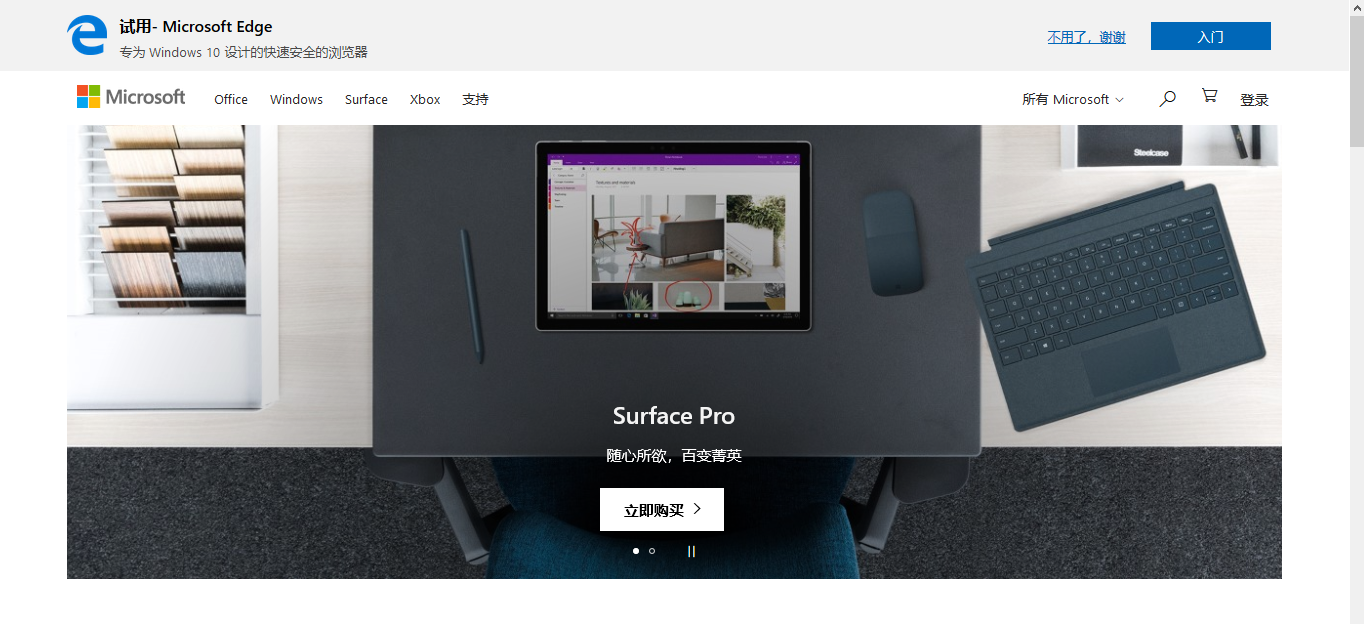 试用- Microsoft Edge
专为 Windows 10 设计的快速安全的浏览器
不用了，谢谢
入门
Microsoft
Office
Windows
Surface
Xbox
支持
所有 Microsoft
登录
Steelcase
Surface Pro
随心所欲，百变菁英
立即购买